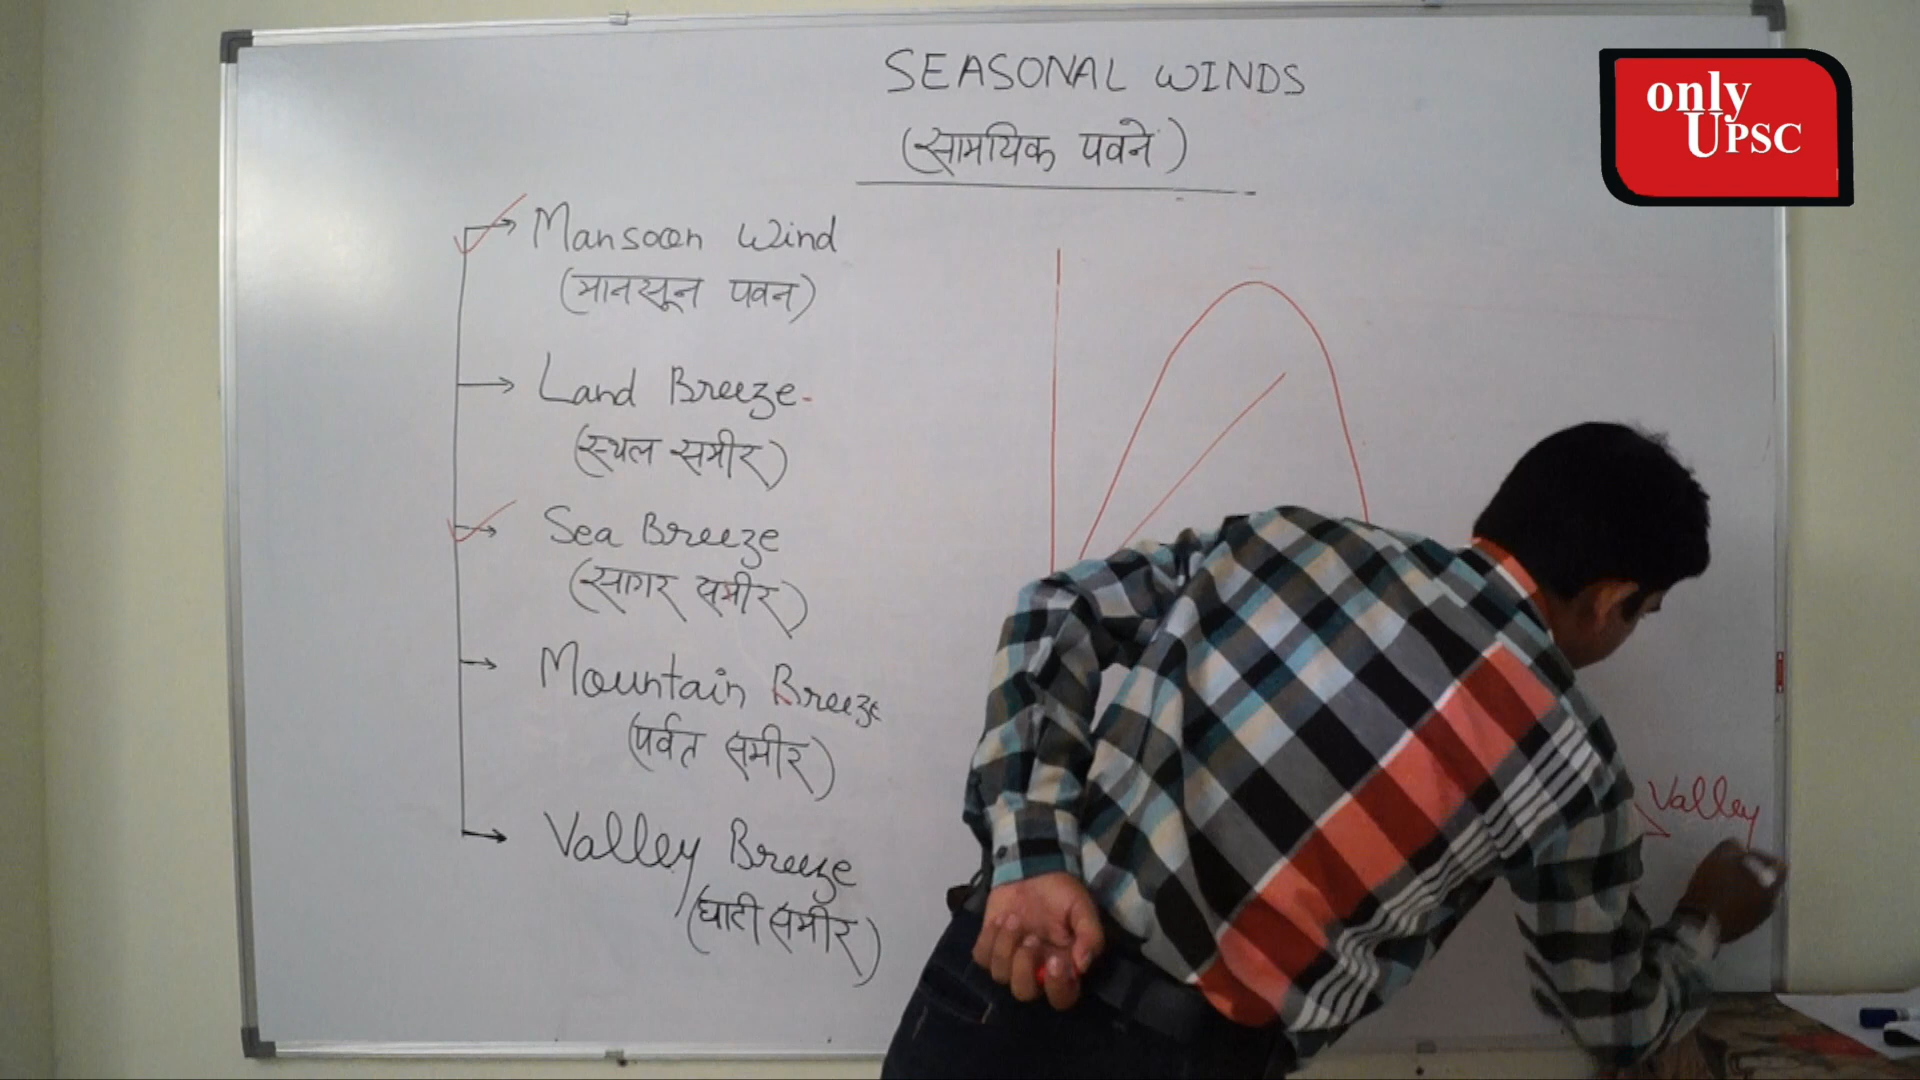 SEASONAL WINDS
(सामयिक पवने)
only
UPSC
Mansoon Wind
(मानसून पवन)
Land Breeze
(स्थल समीर)
Sea Breeze
(सागर समीर)
Mountain Breeze
(पर्वत समीर)
Valley Breeze
(घाटी समीर)
Valley